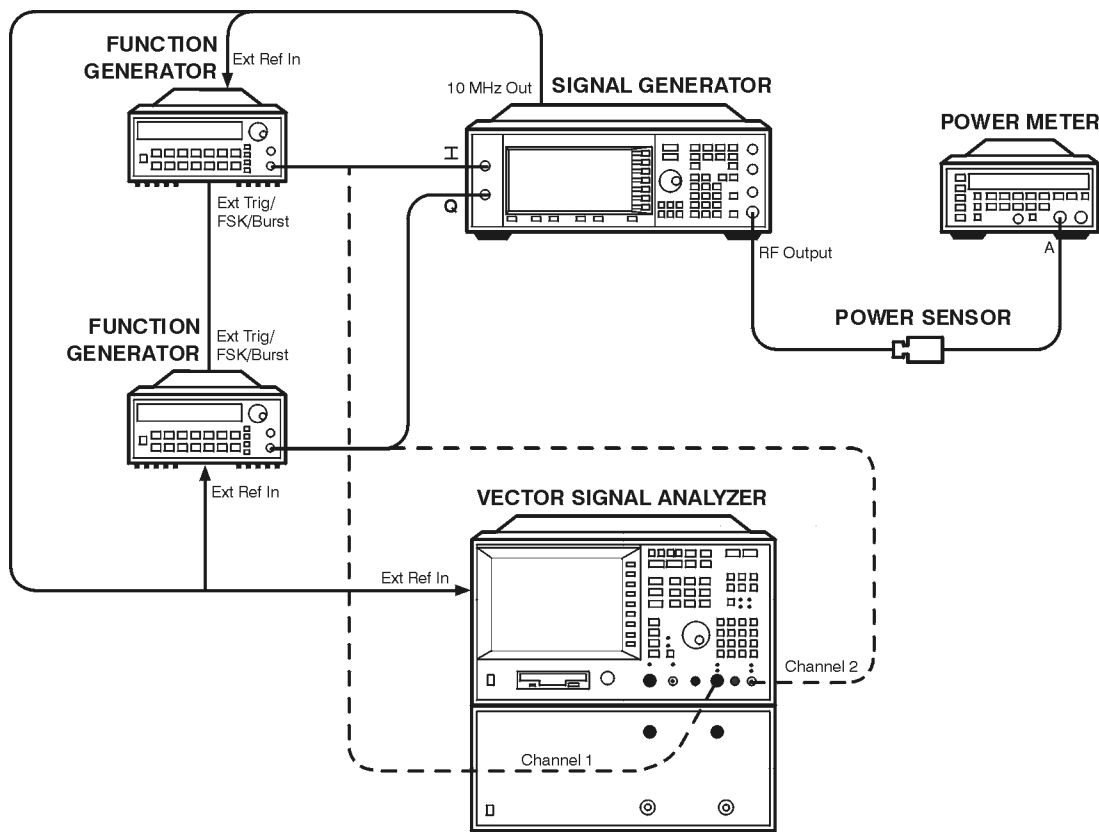 FUNCTION
GENERATOR
Ext Ref In
10 MHz Out
SIGNAL GENERATOR
POWER METER
I
Q
Ext Trig/
FSK/Burst
RF Output
A
POWER SENSOR
FUNCTION
GENERATOR
Ext Trig/
FSK/Burst
Ext Ref In
VECTOR SIGNAL ANALYZER
Ext Ref In
Channel 2
Channel 1